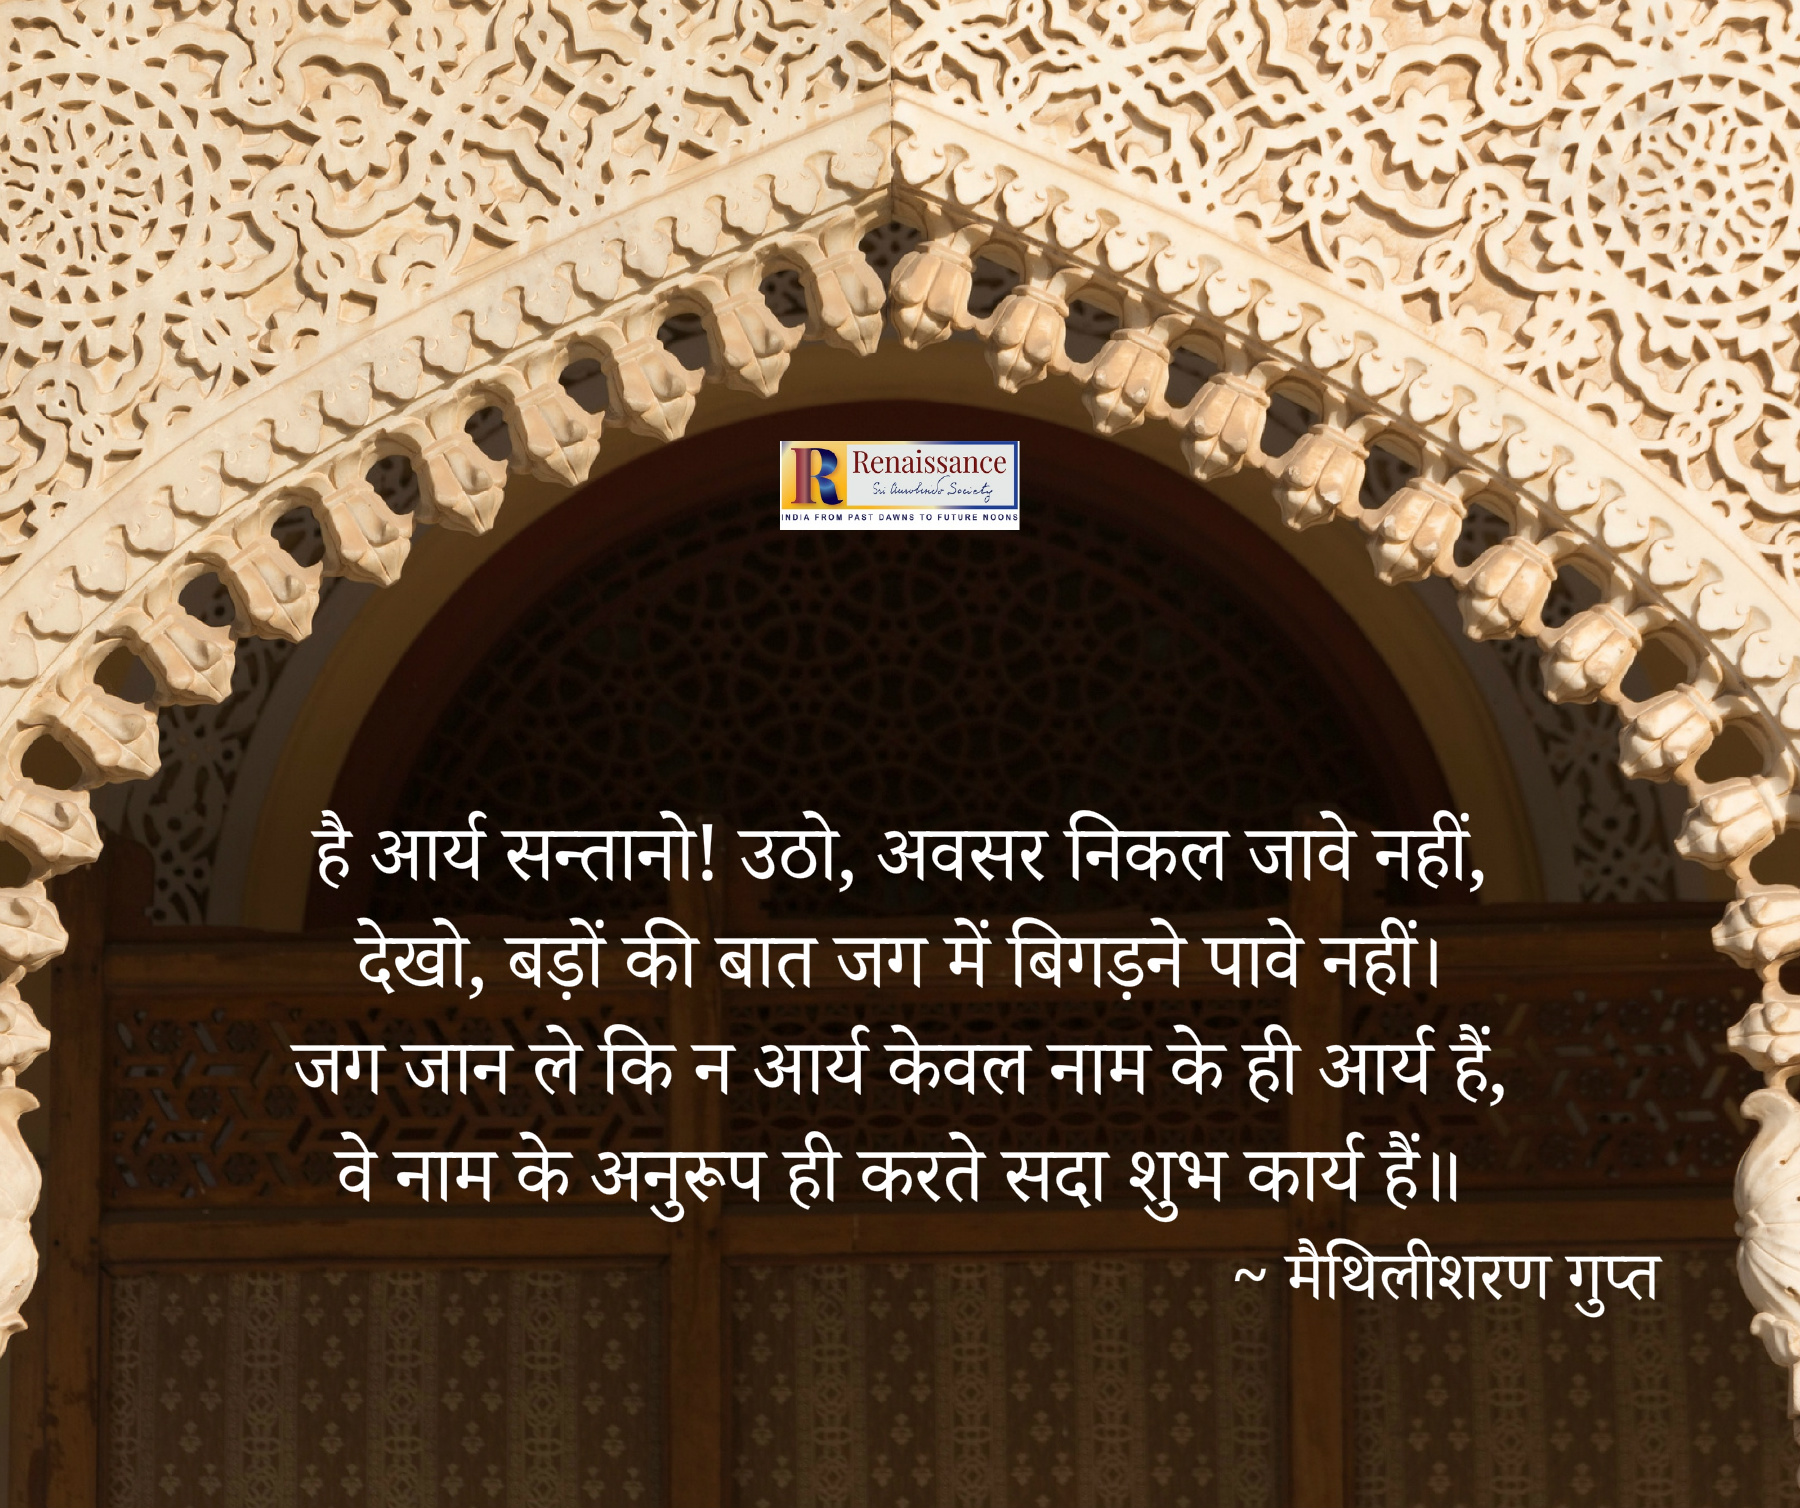 R Renaissance
Sri Aurobindo Society
INDIA FROM PAST DAWNS TO FUTURE NOONS
है आर्य सन्तानो! उठो, अवसर निकल जावे नहीं,
देखो, बड़ों की बात जग में बिगड़ने पावे नहीं।
जग जान ले कि न आर्य केवल नाम के ही आर्य हैं,
वे नाम के अनुरूप ही करते सदा शुभ कार्य हैं॥
~ मैथिलीशरण गुप्त